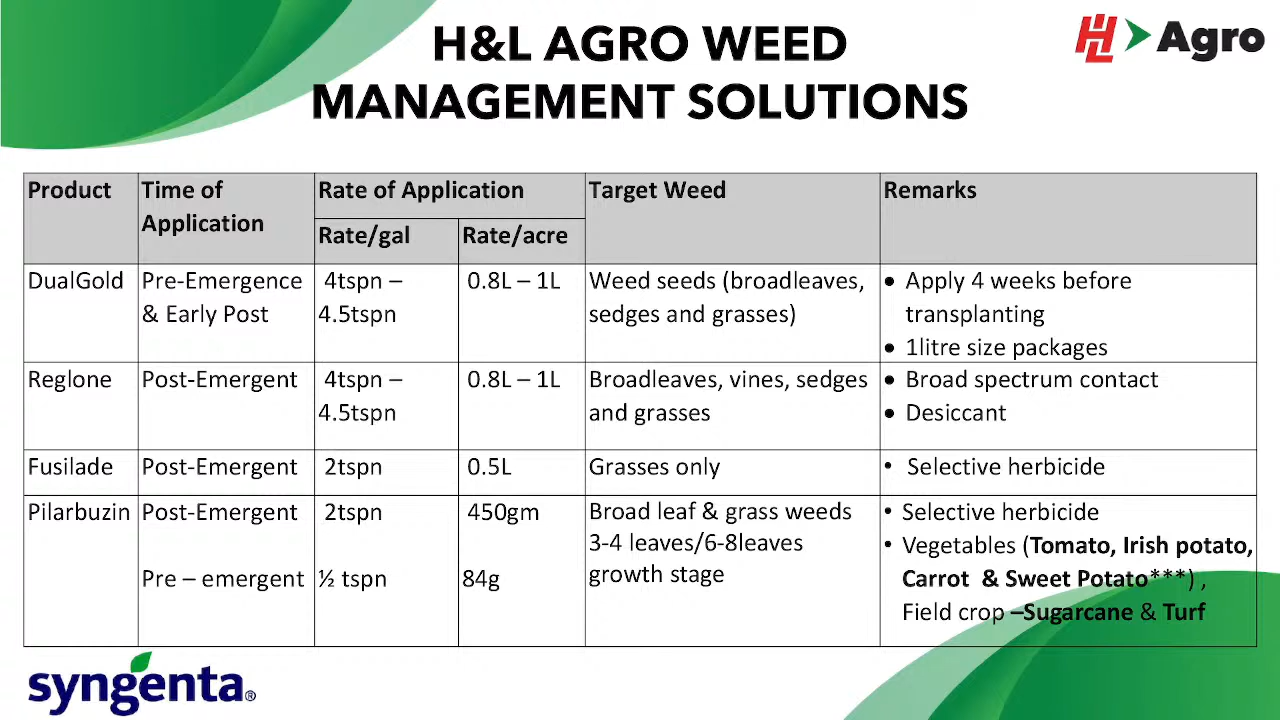 H&L AGRO WEED
MANAGEMENT SOLUTIONS
HL Agro
Product
Time of
Application
Rate of Application
Rate/gal
Rate/acre
Target Weed
Remarks
DualGold
Pre-Emergence
& Early Post
4tspn –
4.5tspn
0.8L – 1L
Weed seeds (broadleaves,
sedges and grasses)
• Apply 4 weeks before
transplanting
• 1litre size packages
Reglone
Post-Emergent
4tspn –
4.5tspn
0.8L – 1L
Broadleaves, vines, sedges
and grasses
• Broad spectrum contact
• Desiccant
Fusilade
Post-Emergent
2tspn
0.5L
Grasses only
• Selective herbicide
Pilarbuzin
Post-Emergent
Pre – emergent
2tspn
½ tspn
450gm
84g
Broad leaf & grass weeds
3-4 leaves/6-8leaves
growth stage
• Selective herbicide
• Vegetables (Tomato, Irish potato,
Carrot & Sweet Potato***) ,
Field crop –Sugarcane & Turf
syngenta®